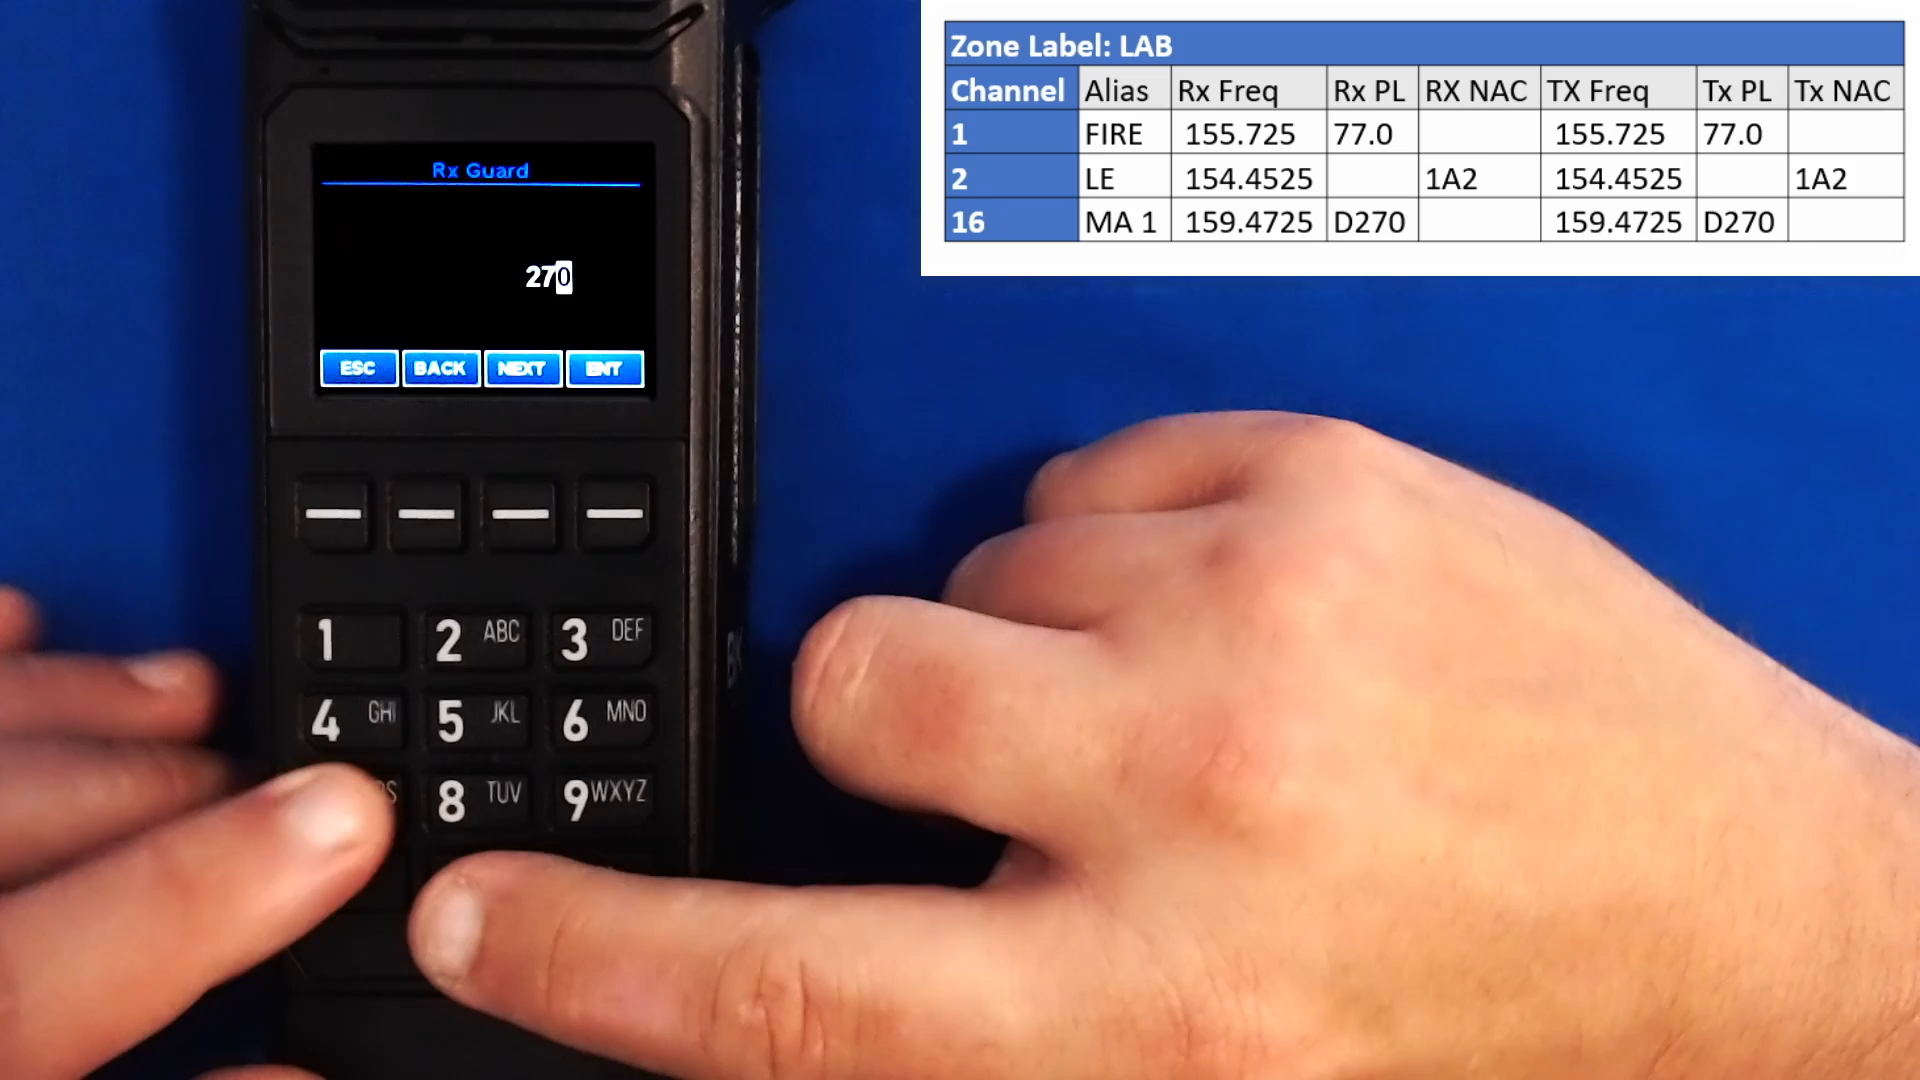 Rx Guard
270
ESC BACK NEXT ENT
1 2 ABC 3 DEF
4 GHI 5 JKL 6 MNO
8 TUV 9 WXYZ
BK
Zone Label: LAB
Channel Alias Rx Freq Rx PL RX NAC TX Freq Tx PL Tx NAC
1 FIRE 155.725 77.0 155.725 77.0
2 LE 154.4525 1A2 154.4525 1A2
16 MA 1 159.4725 D270 159.4725 D270